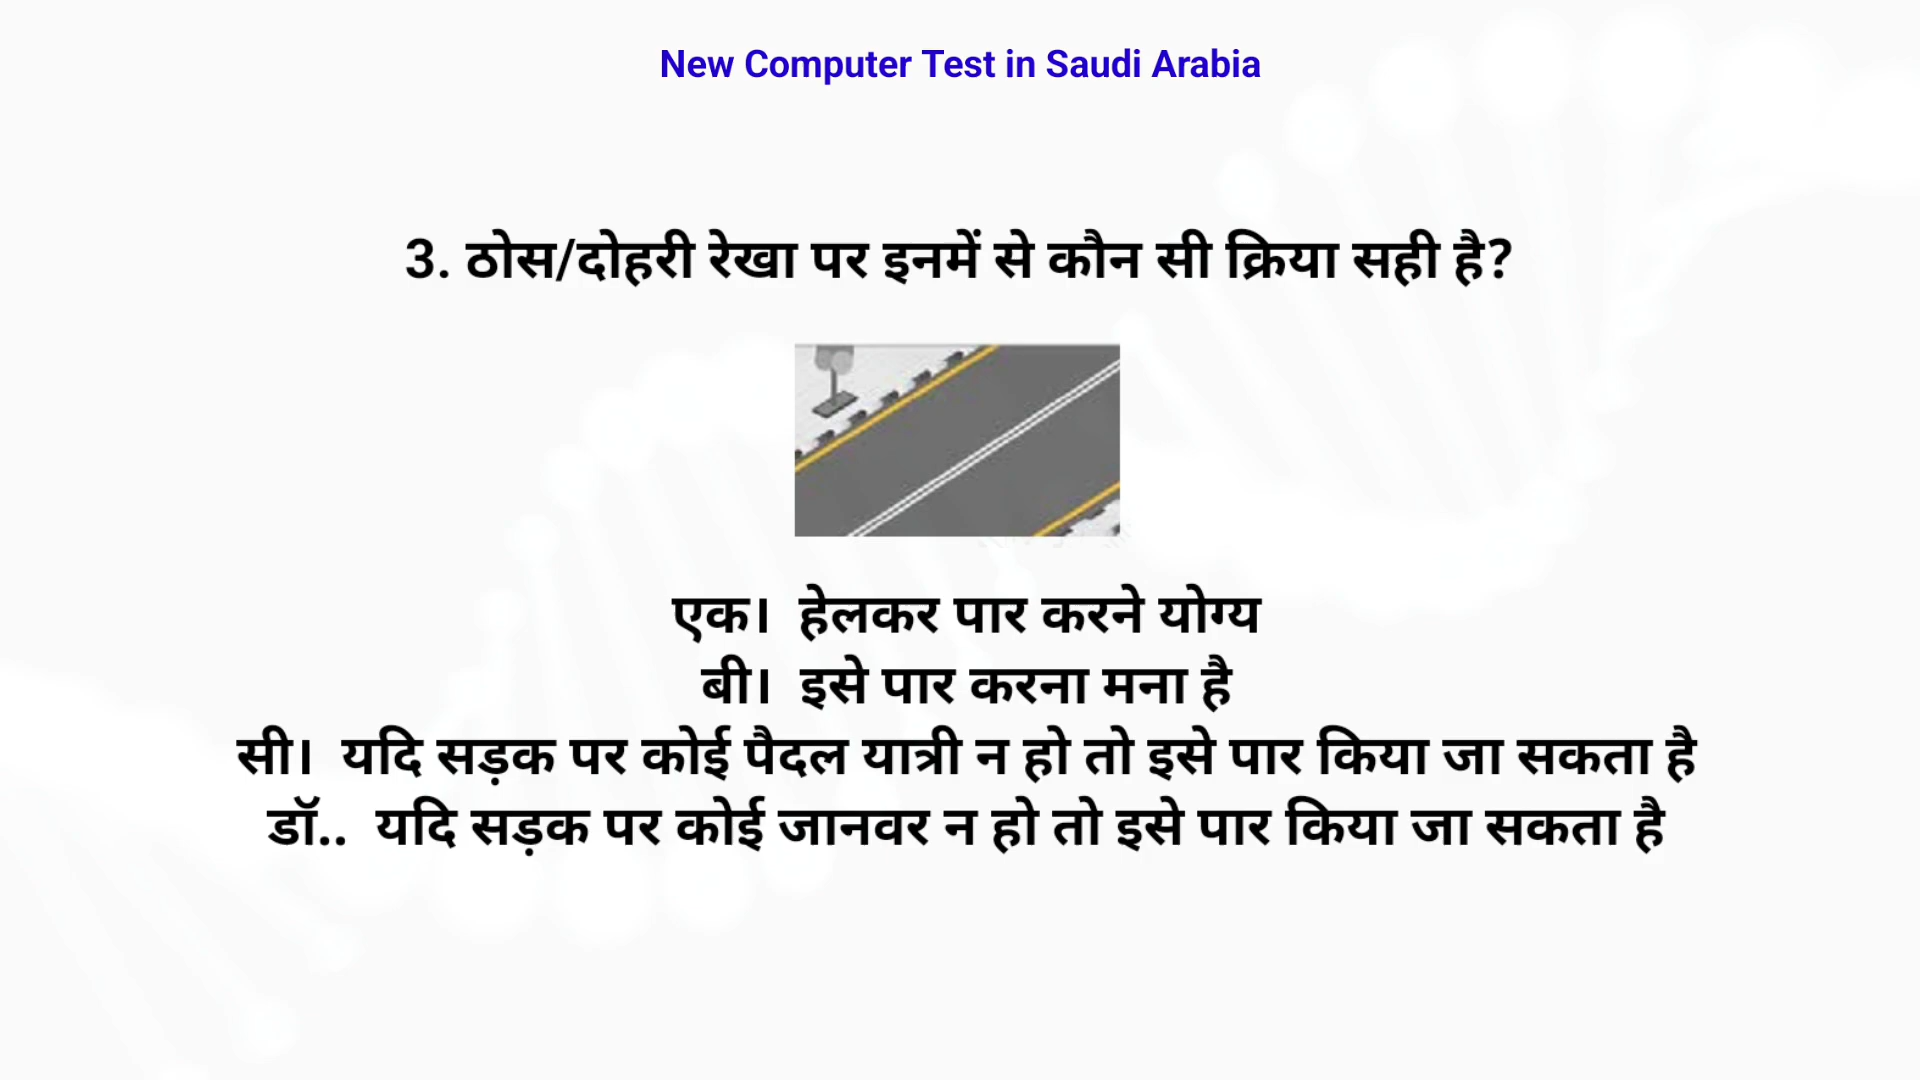 New Computer Test in Saudi Arabia
3. ठोस/दोहरी रेखा पर इनमें से कौन सी क्रिया सही है?
एक। हेलकर पार करने योग्य
बी। इसे पार करना मना है
सी। यदि सड़क पर कोई पैदल यात्री न हो तो इसे पार किया जा सकता है
डॉ.. यदि सड़क पर कोई जानवर न हो तो इसे पार किया जा सकता है